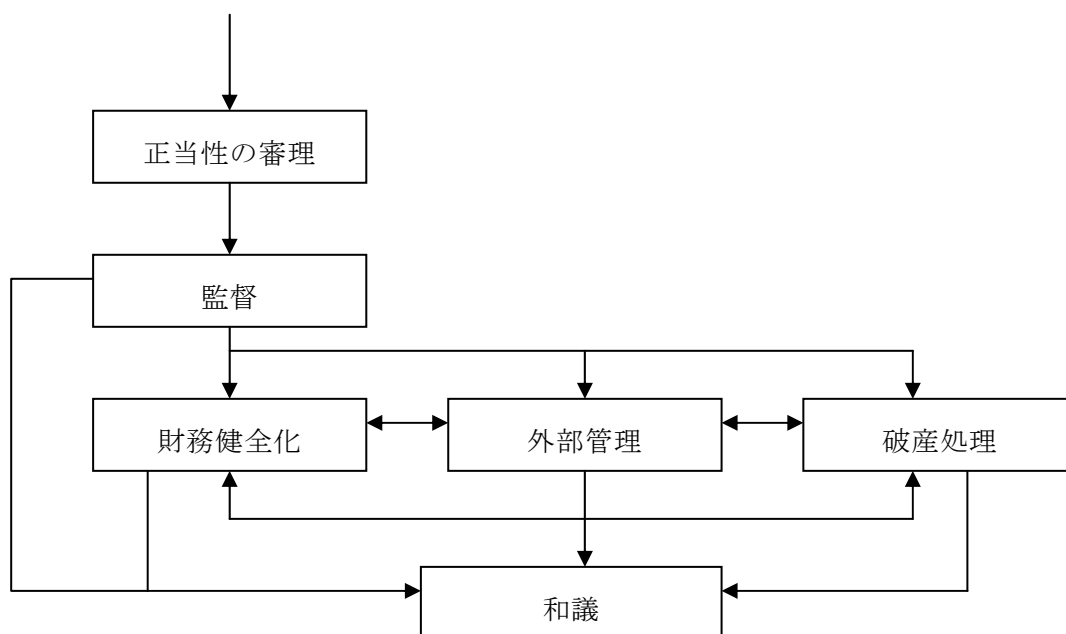 正当性の審理
監督
財務健全化
外部管理
破産処理
和議